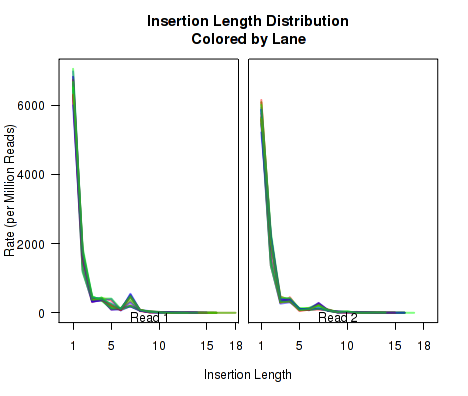 Insertion Length Distribution
Colored by Lane
Rate (per Million Reads)
6000
4000
2000
0
Read 1
Read 2
1 5 10 15 18
1 5 10 15 18
Insertion Length